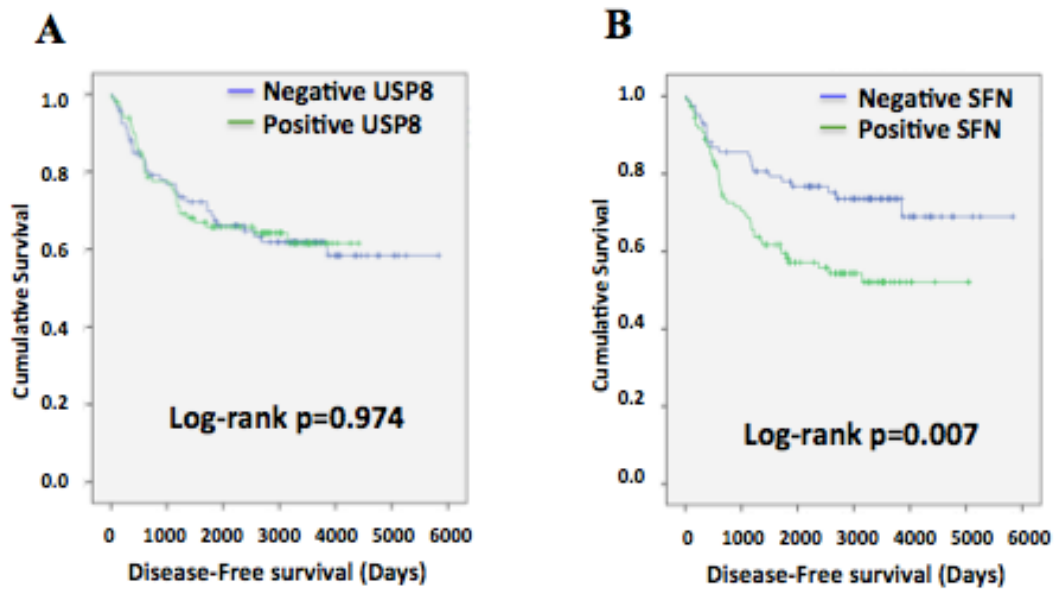 A
Negative USP8
Positive USP8
1.0
0.8
0.6
0.4
0.2
0.0
Cumulative Survival
Log-rank p=0.974
0 1000 2000 3000 4000 5000 6000
Disease-Free survival (Days)
B
Negative SFN
Positive SFN
1.0
0.8
0.6
0.4
0.2
0.0
Cumulative Survival
Log-rank p=0.007
0 1000 2000 3000 4000 5000 6000
Disease-Free survival (Days)